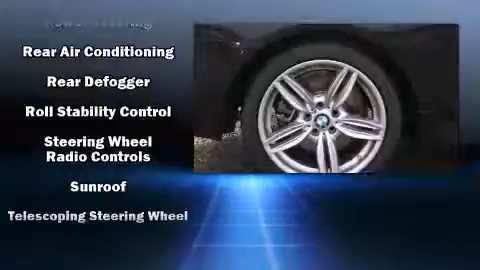 Rear Air Conditioning
Rear Defogger
Roll Stability Control
Steering Wheel
Radio Controls
Sunroof
Telescoping Steering Wheel